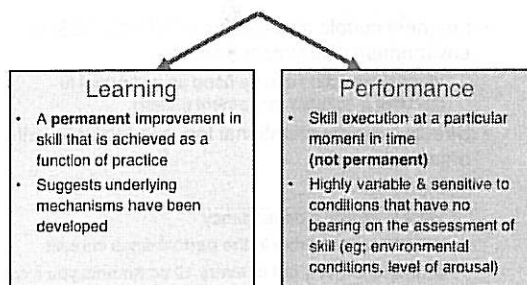 Learning
• A permanent improvement in
skill that is achieved as a
function of practice
• Suggests underlying
mechanisms have been
developed
Performance
• Skill execution at a particular
moment in time
(not permanent)
• Highly variable & sensitive to
conditions that have no
bearing on the assessment of
skill (eg; environmental
conditions, level of arousal)